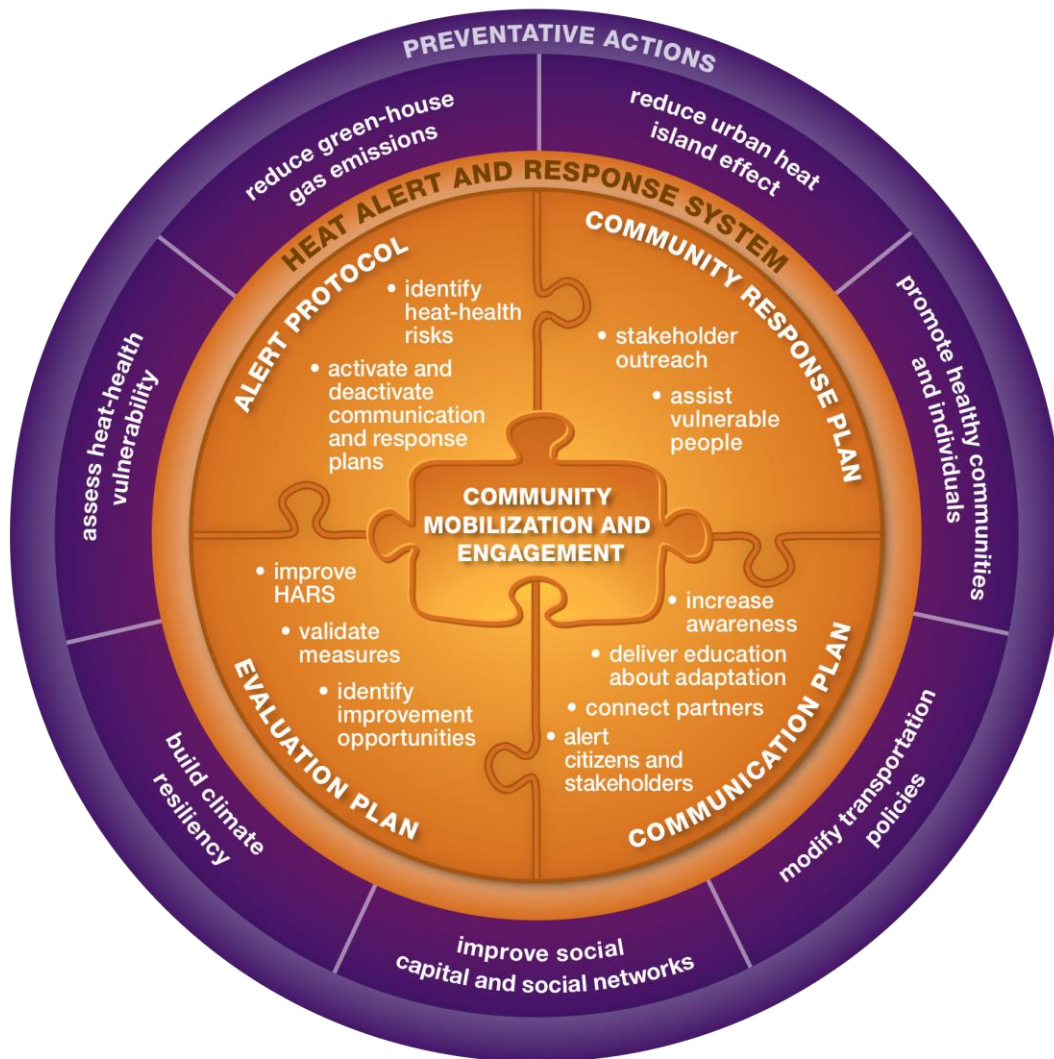 PREVENTATIVE ACTIONS
reduce green-house
gas emissions
reduce urban heat
island effect
promote healthy communities
and individuals
modify transportation
policies
improve social
capital and social networks
build climate
resiliency
assess heat-health
vulnerability
HEAT ALERT AND RESPONSE SYSTEM
ALERT PROTOCOL
• identify
heat-health
risks
• activate and
deactivate
communication
and response
plans
COMMUNITY RESPONSE PLAN
• stakeholder
outreach
• assist
vulnerable
people
COMMUNITY
MOBILIZATION AND
ENGAGEMENT
EVALUATION PLAN
• improve
HARS
• validate
measures
• identify
improvement
opportunities
COMMUNICATION PLAN
• increase
awareness
• deliver education
about adaptation
• connect partners
• alert
citizens and
stakeholders